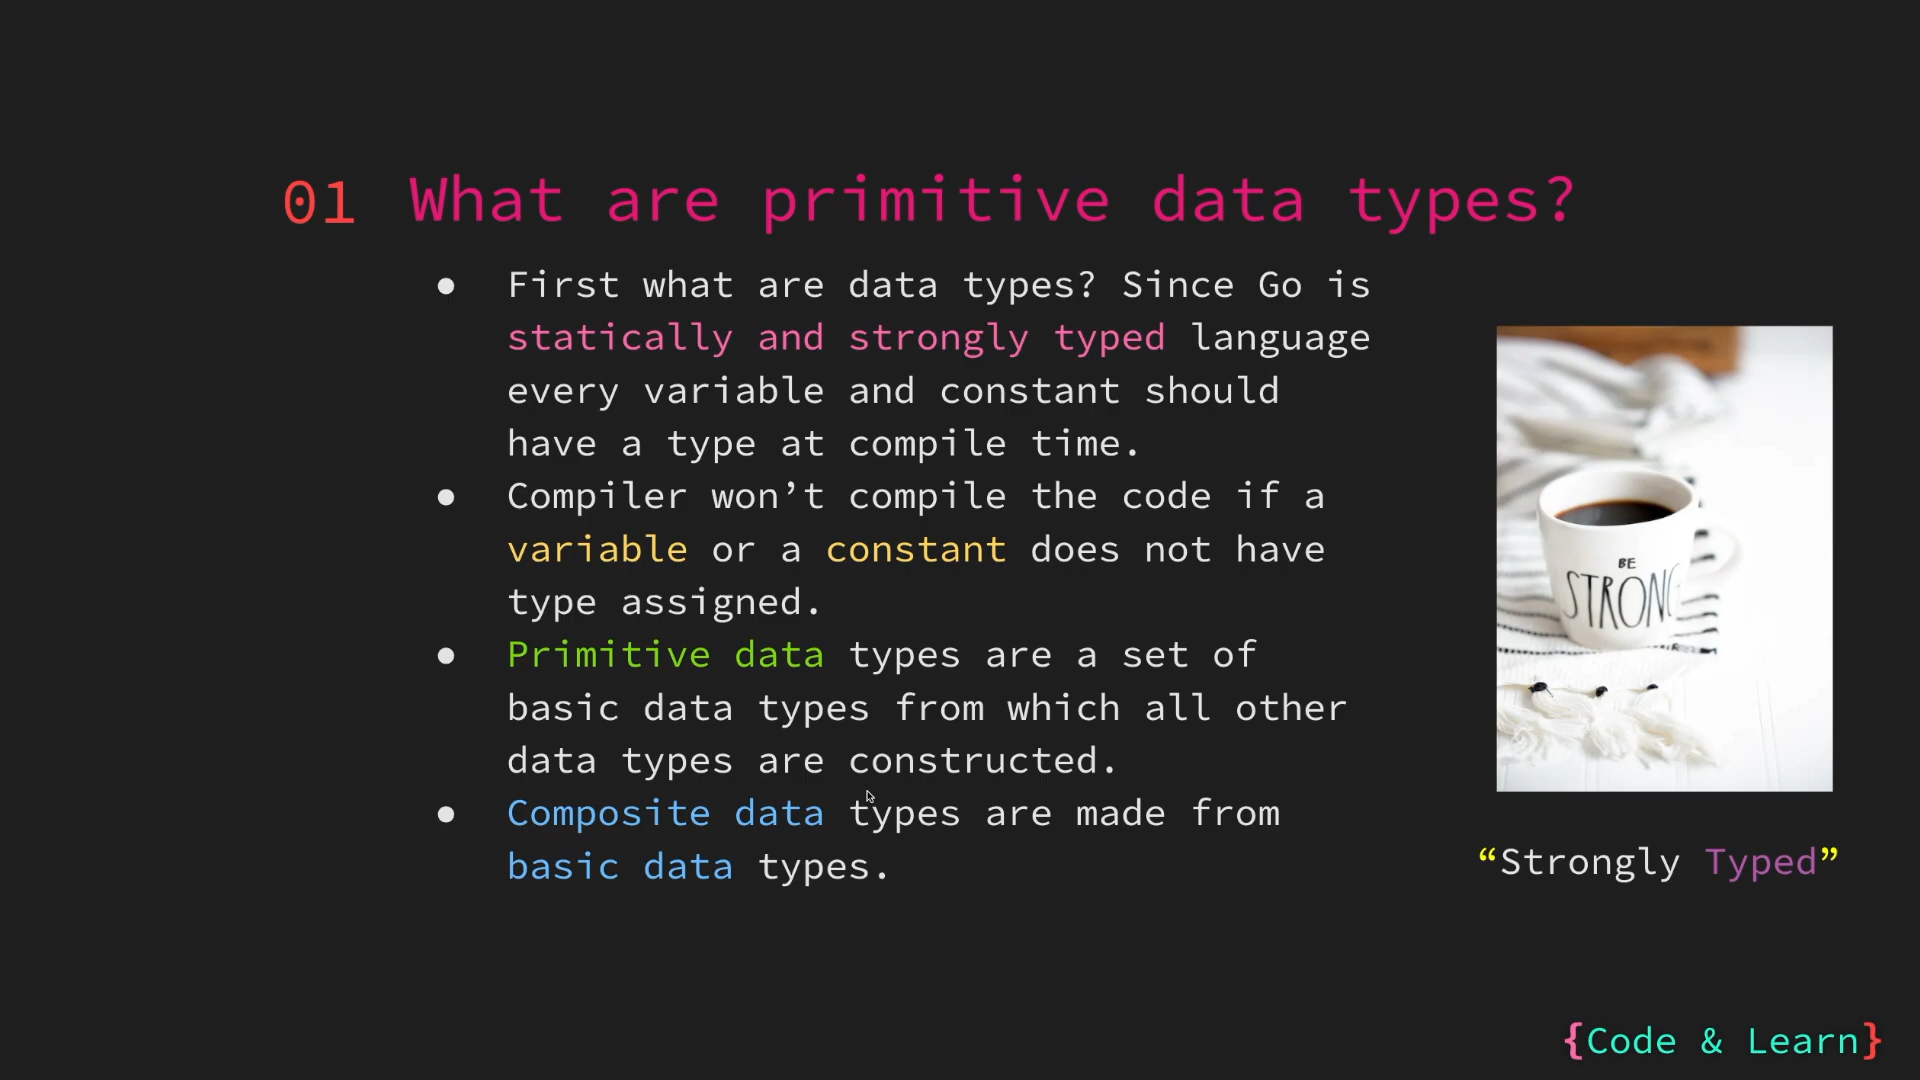 01 What are primitive data types?
● First what are data types? Since Go is
statically and strongly typed language
every variable and constant should
have a type at compile time.
● Compiler won’t compile the code if a
variable or a constant does not have
type assigned.
● Primitive data types are a set of
basic data types from which all other
data types are constructed.
● Composite data types are made from
basic data types.
BE
STRONG
“Strongly Typed”
{Code & Learn}